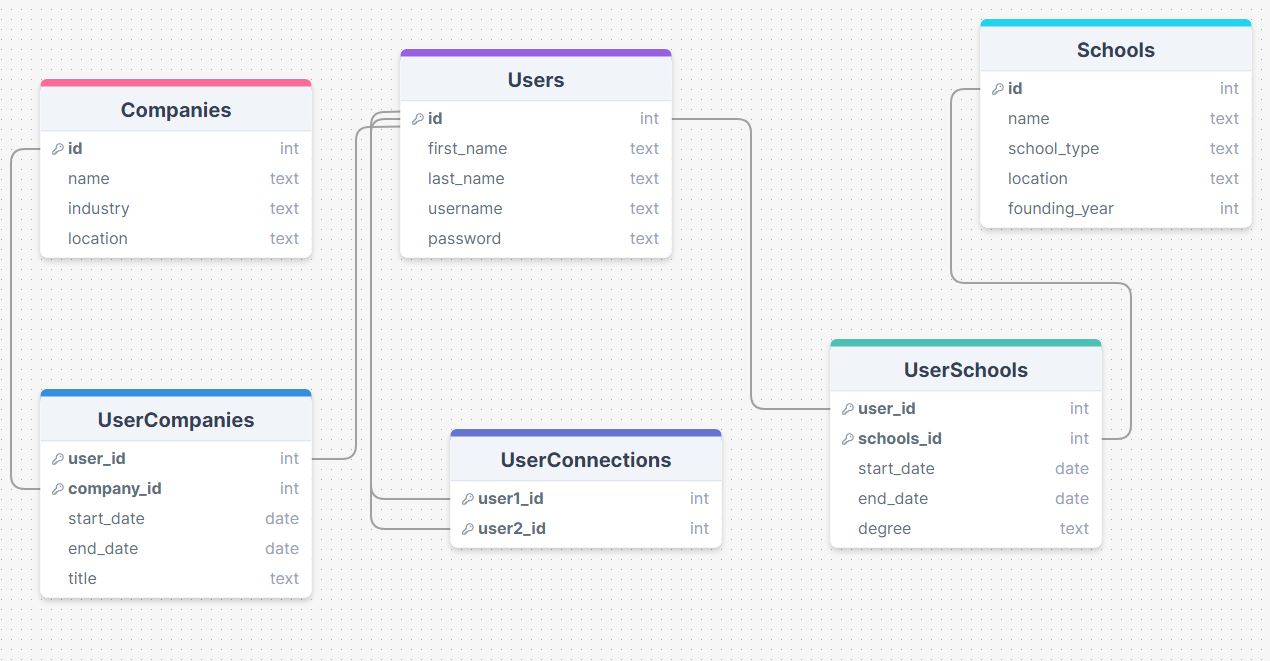 Companies
id int
name text
industry text
location text
Users
id int
first_name text
last_name text
username text
password text
Schools
id int
name text
school_type text
location text
founding_year int
UserCompanies
user_id int
company_id int
start_date date
end_date date
title text
UserConnections
user1_id int
user2_id int
UserSchools
user_id int
schools_id int
start_date date
end_date date
degree text